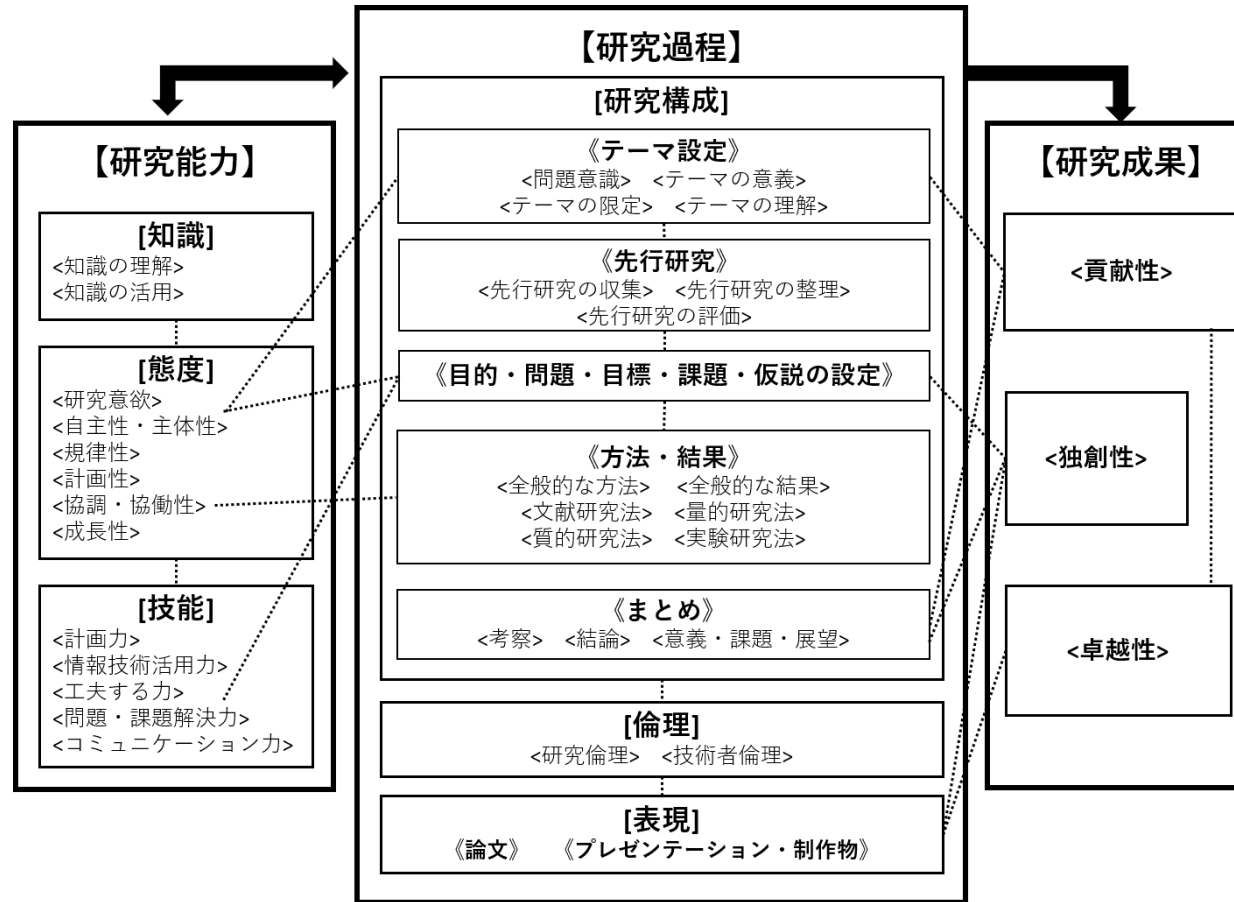 【研究能力】
[知識]
<知識の理解>
<知識の活用>
[態度]
<研究意欲>
<自主性・主体性>
<規律性>
<計画性>
<協調・協働性>
<成長性>
[技能]
<計画力>
<情報技術活用力>
<工夫する力>
<問題・課題解決力>
<コミュニケーション力>
【研究過程】
[研究構成]
《テーマ設定》
<問題意識> <テーマの意義>
<テーマの限定> <テーマの理解>
《先行研究》
<先行研究の収集> <先行研究の整理>
<先行研究の評価>
《目的・問題・目標・課題・仮説の設定》
《方法・結果》
<全般的な方法> <全般的な結果>
<文献研究法> <量的研究法>
<質的研究法> <実験研究法>
《まとめ》
<考察> <結論> <意義・課題・展望>
[倫理]
<研究倫理> <技術者倫理>
[表現]
《論文》 《プレゼンテーション・制作物》
【研究成果】
<貢献性>
<独創性>
<卓越性>